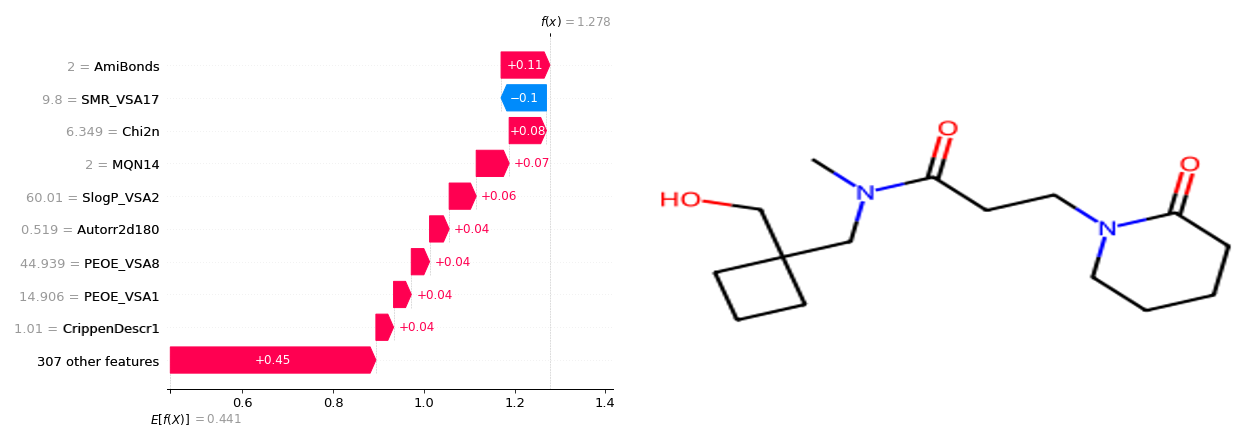 f(x) = 1.278
2 = AmiBonds
+0.11
9.8 = SMR_VSA17
−0.1
6.349 = Chi2n
+0.08
2 = MQN14
+0.07
60.01 = SlogP_VSA2
+0.06
0.519 = Autorr2d180
+0.04
44.939 = PEOE_VSA8
+0.04
14.906 = PEOE_VSA1
+0.04
1.01 = CrippenDescr1
+0.04
307 other features
+0.45
0.6 0.8 1.0 1.2 1.4
E[f(X)] = 0.441
O
O
N
HO
N